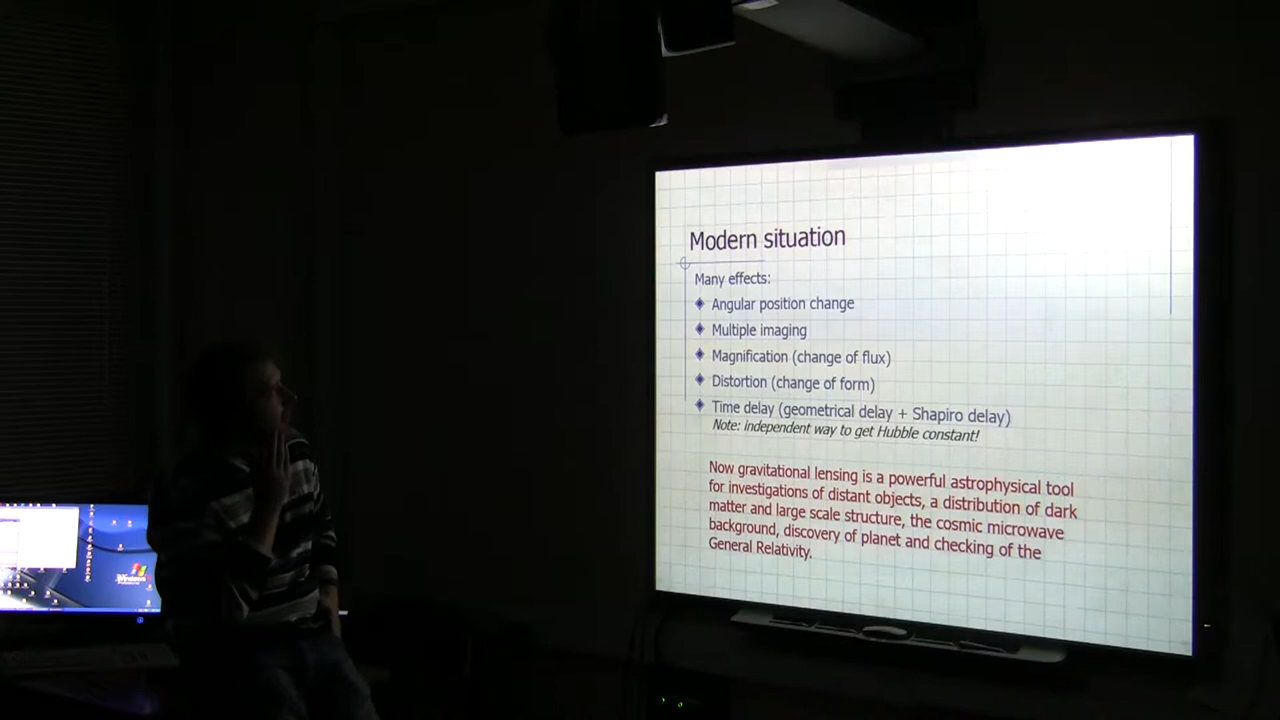 Modern situation
Many effects:
Angular position change
Multiple imaging
Magnification (change of flux)
Distortion (change of form)
Time delay (geometrical delay + Shapiro delay)
Note: independent way to get Hubble constant!
Now gravitational lensing is a powerful astrophysical tool
for investigations of distant objects, a distribution of dark
matter and large scale structure, the cosmic microwave
background, discovery of planet and checking of the
General Relativity.
Windows